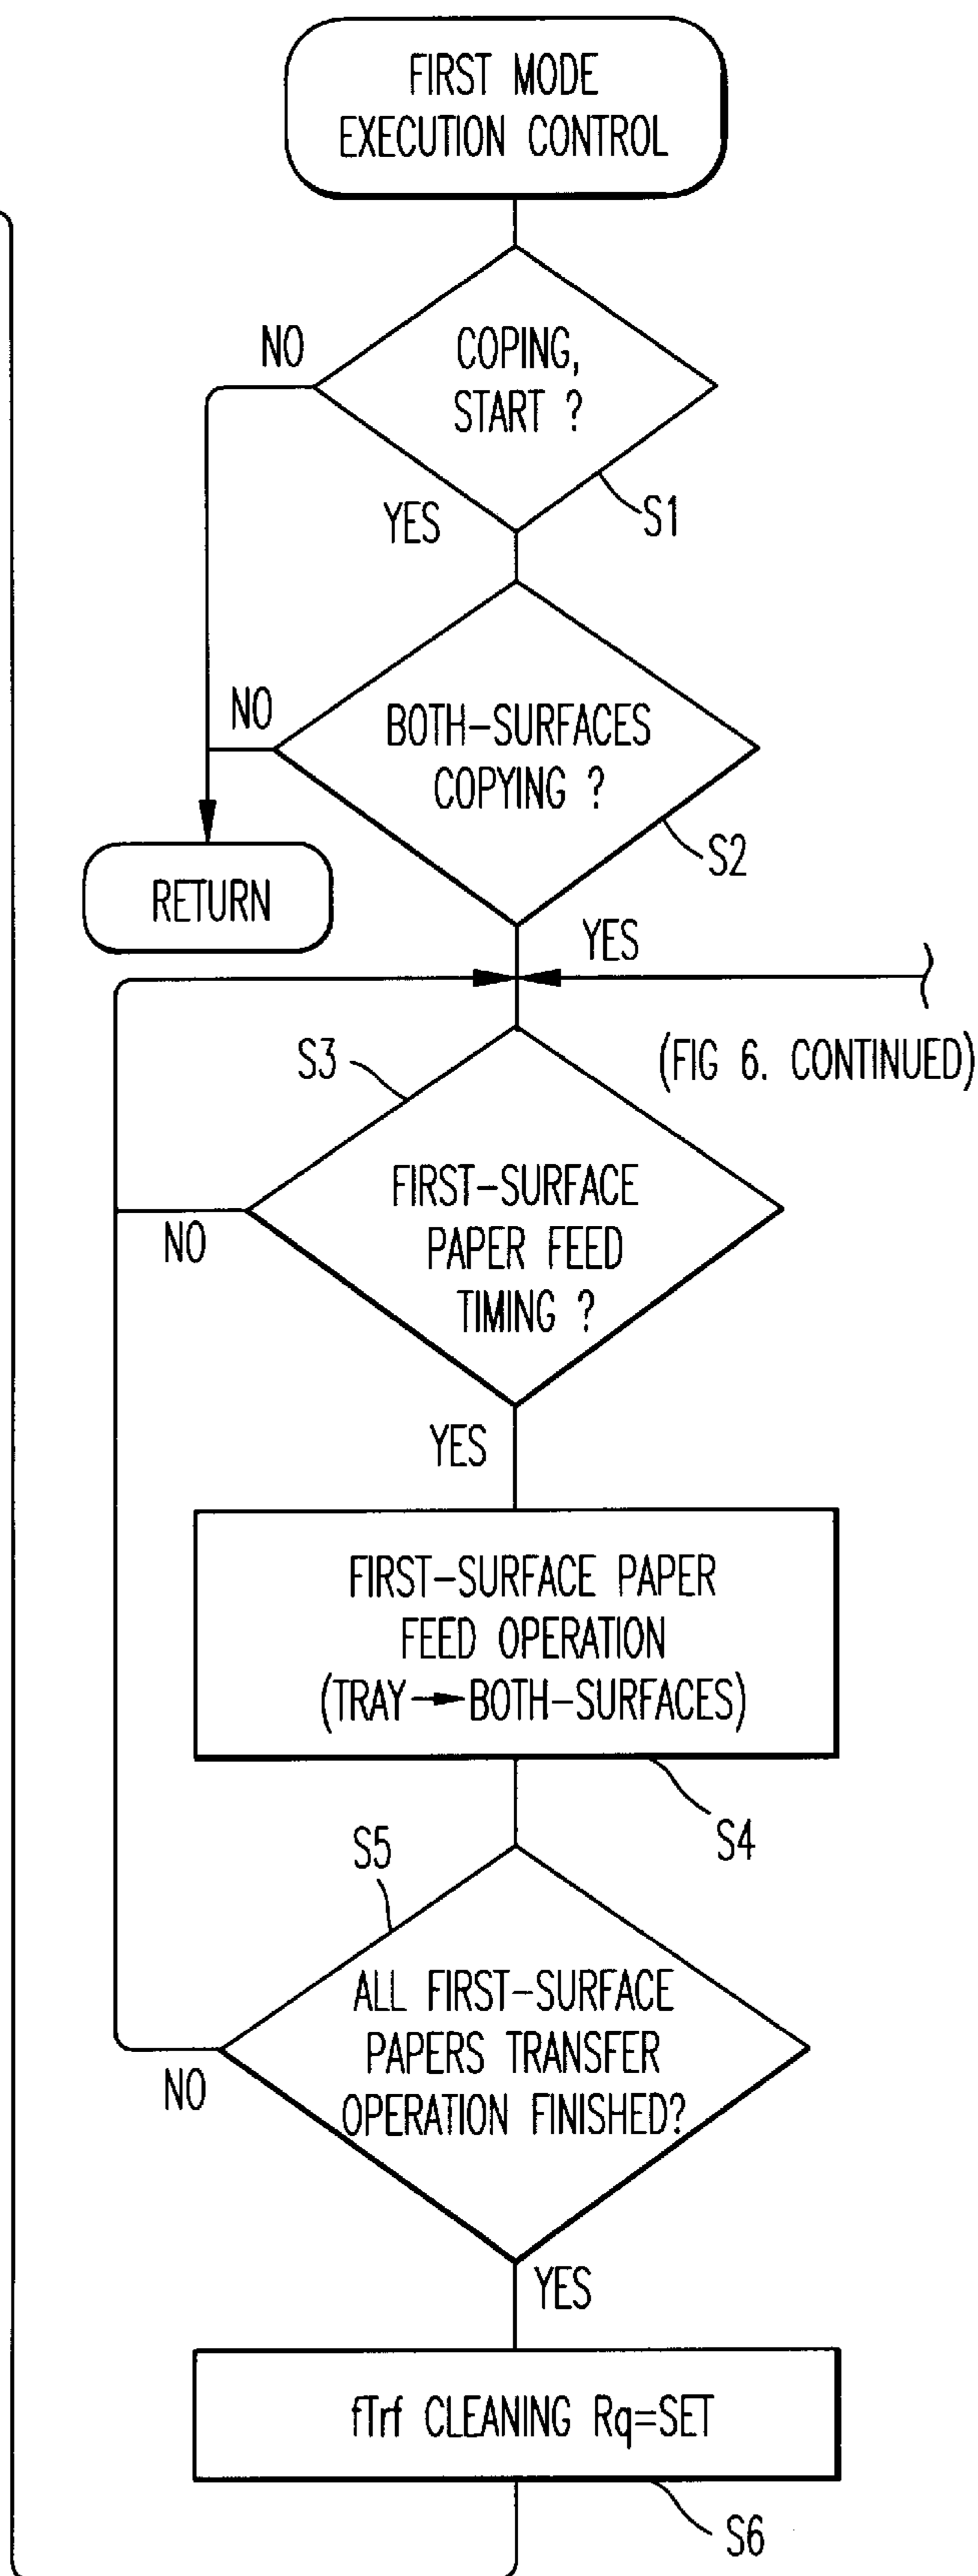 FIRST MODE
EXECUTION CONTROL
NO
COPING,
START ?
YES
S1
NO
BOTH-SURFACES
COPYING ?
S2
RETURN
YES
S3
(FIG 6. CONTINUED)
FIRST-SURFACE
PAPER FEED
TIMING ?
NO
YES
FIRST-SURFACE PAPER
FEED OPERATION
(TRAY→BOTH-SURFACES)
S4
S5
ALL FIRST-SURFACE
PAPERS TRANSFER
OPERATION FINISHED?
NO
YES
fTrf CLEANING Rq=SET
S6